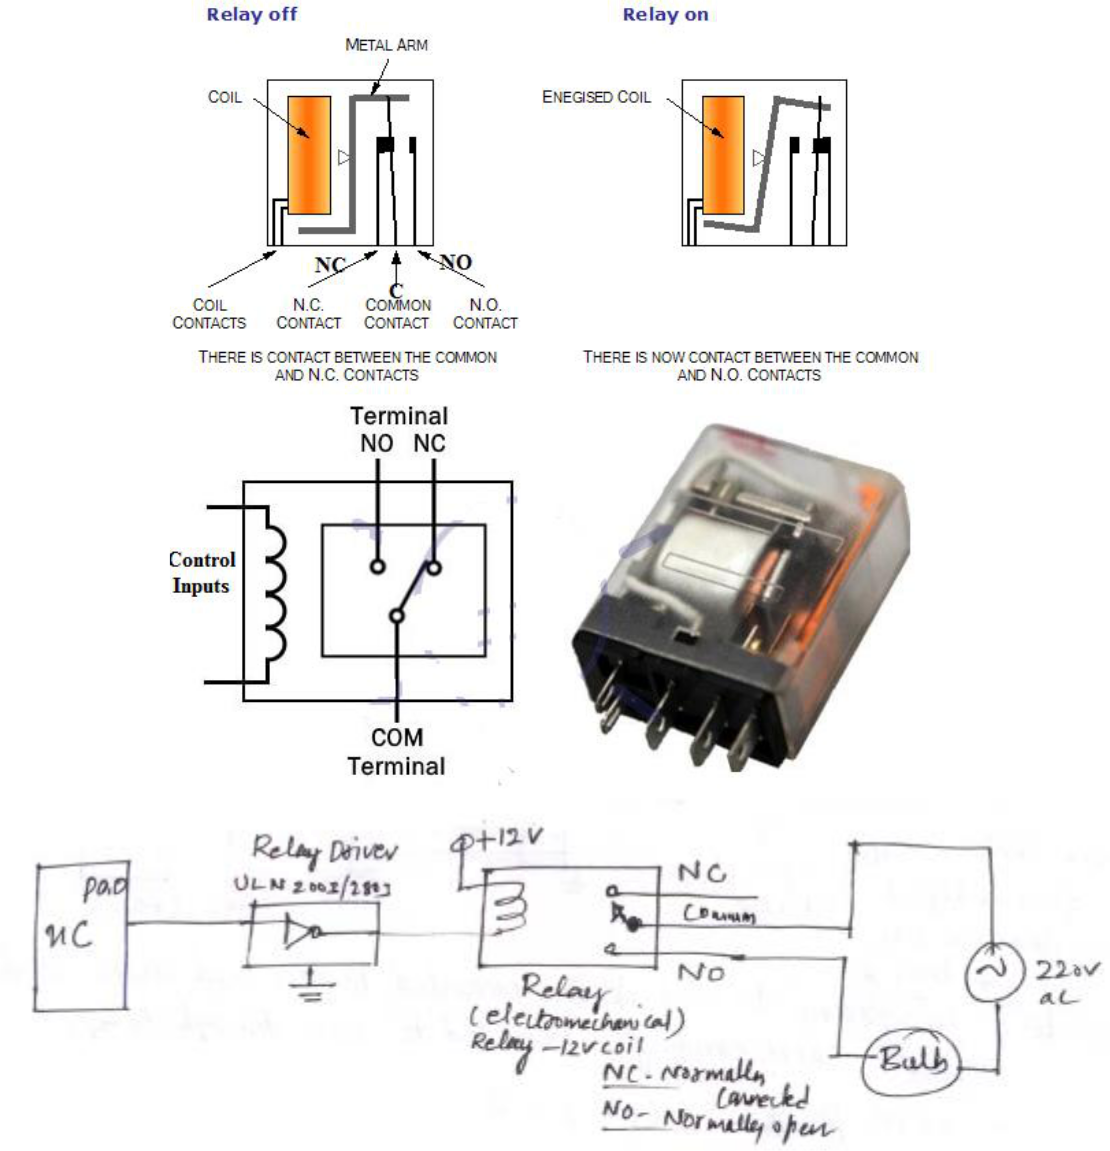 Relay off
Relay on
METAL ARM
COIL
ENEGISED COIL
NC
NO
C
COIL CONTACTS
N.C. CONTACT
COMMON CONTACT
N.O. CONTACT
THERE IS CONTACT BETWEEN THE COMMON
AND N.C. CONTACTS
THERE IS NOW CONTACT BETWEEN THE COMMON
AND N.O. CONTACTS
Terminal
NO NC
Control
Inputs
COM
Terminal
+12V
Relay Driver
ULN 2003/2803
P0.0
µC
NC
Common
NO
220V
ac
Relay
(electromechanical)
Relay -12V coil
Bulb
NC - Normally
Connected
NO - Normally open